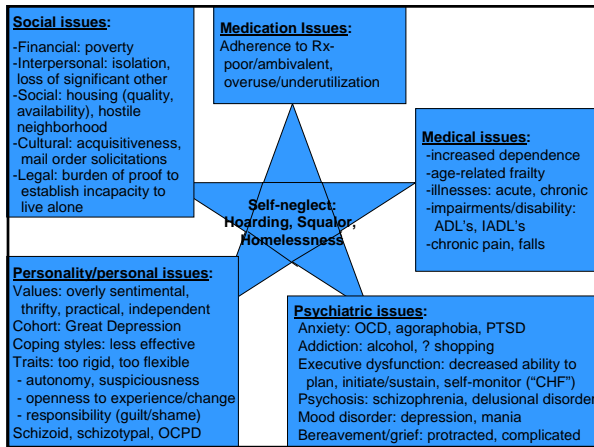 Social issues:
-Financial: poverty
-Interpersonal: isolation,
loss of significant other
-Social: housing (quality,
availability), hostile
neighborhood
-Cultural: acquisitiveness,
mail order solicitations
-Legal: burden of proof to
establish incapacity to
live alone
Medication Issues:
Adherence to Rx-
poor/ambivalent,
overuse/underutilization
Medical issues:
-increased dependence
-age-related frailty
-illnesses: acute, chronic
-impairments/disability:
ADL's, IADL's
-chronic pain, falls
Self-neglect:
Hoarding, Squalor,
Homelessness
Personality/personal issues:
Values: overly sentimental,
thrifty, practical, independent
Cohort: Great Depression
Coping styles: less effective
Traits: too rigid, too flexible
- autonomy, suspiciousness
- openness to experience/change
- responsibility (guilt/shame)
Schizoid, schizotypal, OCPD
Psychiatric issues:
Anxiety: OCD, agoraphobia, PTSD
Addiction: alcohol, ? shopping
Executive dysfunction: decreased ability to
plan, initiate/sustain, self-monitor ("CHF")
Psychosis: schizophrenia, delusional disorder
Mood disorder: depression, mania
Bereavement/grief: protracted, complicated